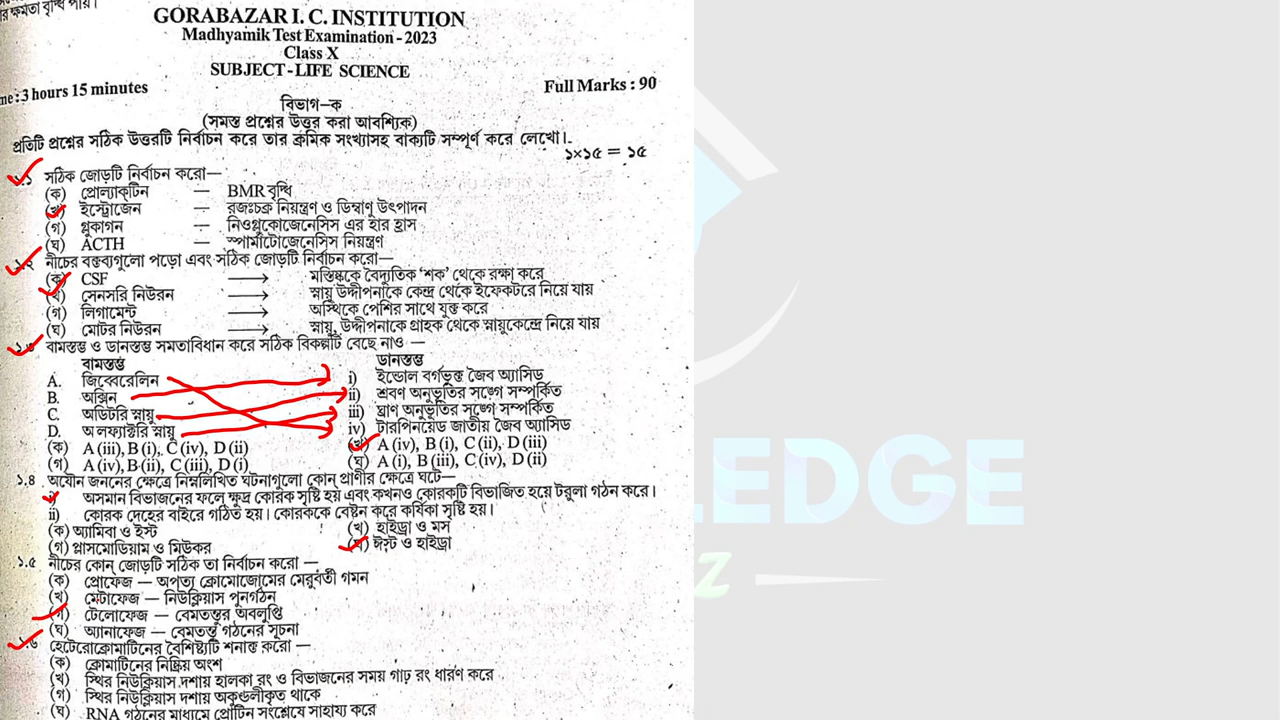 র ক্ষমতা বৃদ্ধি পায়।
GORABAZAR I. C. INSTITUTION
Madhyamik Test Examination - 2023
Class X
SUBJECT - LIFE SCIENCE
me : 3 hours 15 minutes Full Marks : 90
বিভাগ-ক
(সমস্ত প্রশ্নের উত্তর করা আবশ্যিক)
প্রতিটি প্রশ্নের সঠিক উত্তরটি নির্বাচন করে তার ক্রমিক সংখ্যাসহ বাক্যটি সম্পূর্ণ করে লেখো।
১×১৫ = ১৫
১.১ সঠিক জোড়টি নির্বাচন করো—
(ক) প্রোল্যাক্টিন — BMR বৃদ্ধি
(খ) ইস্ট্রোজেন — রজঃচক্র নিয়ন্ত্রণ ও ডিম্বাণু উৎপাদন
(গ) গ্লুকাগন — নিওগ্লুকোজেনেসিস এর হার হ্রাস
(ঘ) ACTH — স্পার্মাটোজেনেসিস নিয়ন্ত্রণ
১.২ নীচের বক্তব্যগুলো পড়ো এবং সঠিক জোড়টি নির্বাচন করো—
(ক) CSF → মস্তিষ্ককে বৈদ্যুতিক ‘শক’ থেকে রক্ষা করে
(খ) সেনসরি নিউরন → স্নায়ু উদ্দীপনাকে কেন্দ্র থেকে ইফেকটরে নিয়ে যায়
(গ) লিগামেন্ট → অস্থিকে পেশির সাথে যুক্ত করে
(ঘ) মোটর নিউরন → স্নায়ু, উদ্দীপনাকে গ্রাহক থেকে স্নায়ুকেন্দ্রে নিয়ে যায়
১.৩ বামস্তম্ভ ও ডানস্তম্ভ সমতাবিধান করে সঠিক বিকল্পটি বেছে নাও —
বামস্তম্ভ ডানস্তম্ভ
A. জিব্বেরেলিন i) ইন্ডোল বর্গভুক্ত জৈব অ্যাসিড
B. অক্সিন ii) শ্রবণ অনুভূতির সঙ্গে সম্পর্কিত
C. অডিটরি স্নায়ু iii) ঘ্রাণ অনুভূতির সঙ্গে সম্পর্কিত
D. অলফ্যাক্টরি স্নায়ু iv) টারপিনয়েড জাতীয় জৈব অ্যাসিড
(ক) A (iii), B (i), C (iv), D (ii) (খ) A (iv), B (i), C (ii), D (iii)
(গ) A (iv), B (ii), C (iii), D (i) (ঘ) A (i), B (iii), C (iv), D (ii)
১.৪ অযৌন জননের ক্ষেত্রে নিম্নলিখিত ঘটনাগুলো কোন্ প্রাণীর ক্ষেত্রে ঘটে—
i) অসমান বিভাজনের ফলে ক্ষুদ্র কোরক সৃষ্টি হয় এবং কখনও কোরকটি বিভাজিত হয়ে টরুলা গঠন করে।
ii) কোরক দেহের বাইরে গঠিত হয়। কোরককে বেষ্টন করে কর্ষিকা সৃষ্টি হয়।
(ক) অ্যামিবা ও ইস্ট (খ) হাইড্রা ও মস
(গ) প্লাসমোডিয়াম ও মিউকর (ঘ) ঈস্ট ও হাইড্রা
১.৫ নীচের কোন্ জোড়টি সঠিক তা নির্বাচন করো —
(ক) প্রোফেজ — অপত্য ক্রোমোজোমের মেরুবর্তী গমন
(খ) মেটাফেজ — নিউক্লিয়াস পুনর্গঠন
(গ) টেলোফেজ — বেমতন্তুর অবলুপ্তি
(ঘ) অ্যানাফেজ — বেমতন্তু গঠনের সূচনা
১.৬ হেটেরোক্রোমাটিনের বৈশিষ্ট্যটি শনাক্ত করো —
(ক) ক্রোমাটিনের নিষ্ক্রিয় অংশ
(খ) স্থির নিউক্লিয়াস দশায় হালকা রং ও বিভাজনের সময় গাঢ় রং ধারণ করে
(গ) স্থির নিউক্লিয়াস দশায় অকুণ্ডলীকৃত থাকে
(ঘ) RNA গঠনের মাধ্যমে প্রোটিন সংশ্লেষে সাহায্য করে
LEDGE
Z